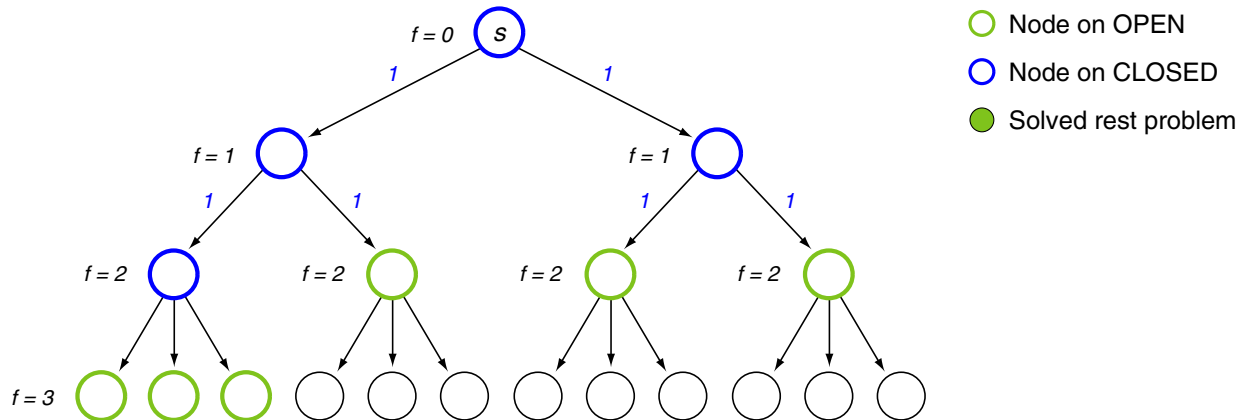 f = 0
s
1
1
f = 1
f = 1
1
1
1
1
f = 2
f = 2
f = 2
f = 2
f = 3
Node on OPEN
Node on CLOSED
Solved rest problem